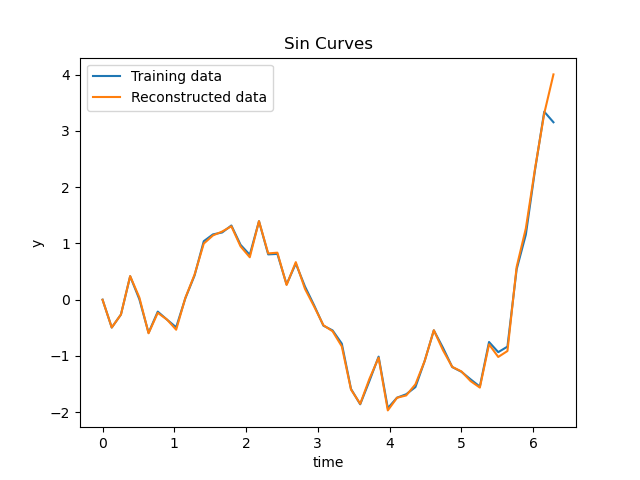 Sin Curves
Training data
Reconstructed data
4
3
2
1
0
−1
−2
y
0 1 2 3 4 5 6
time